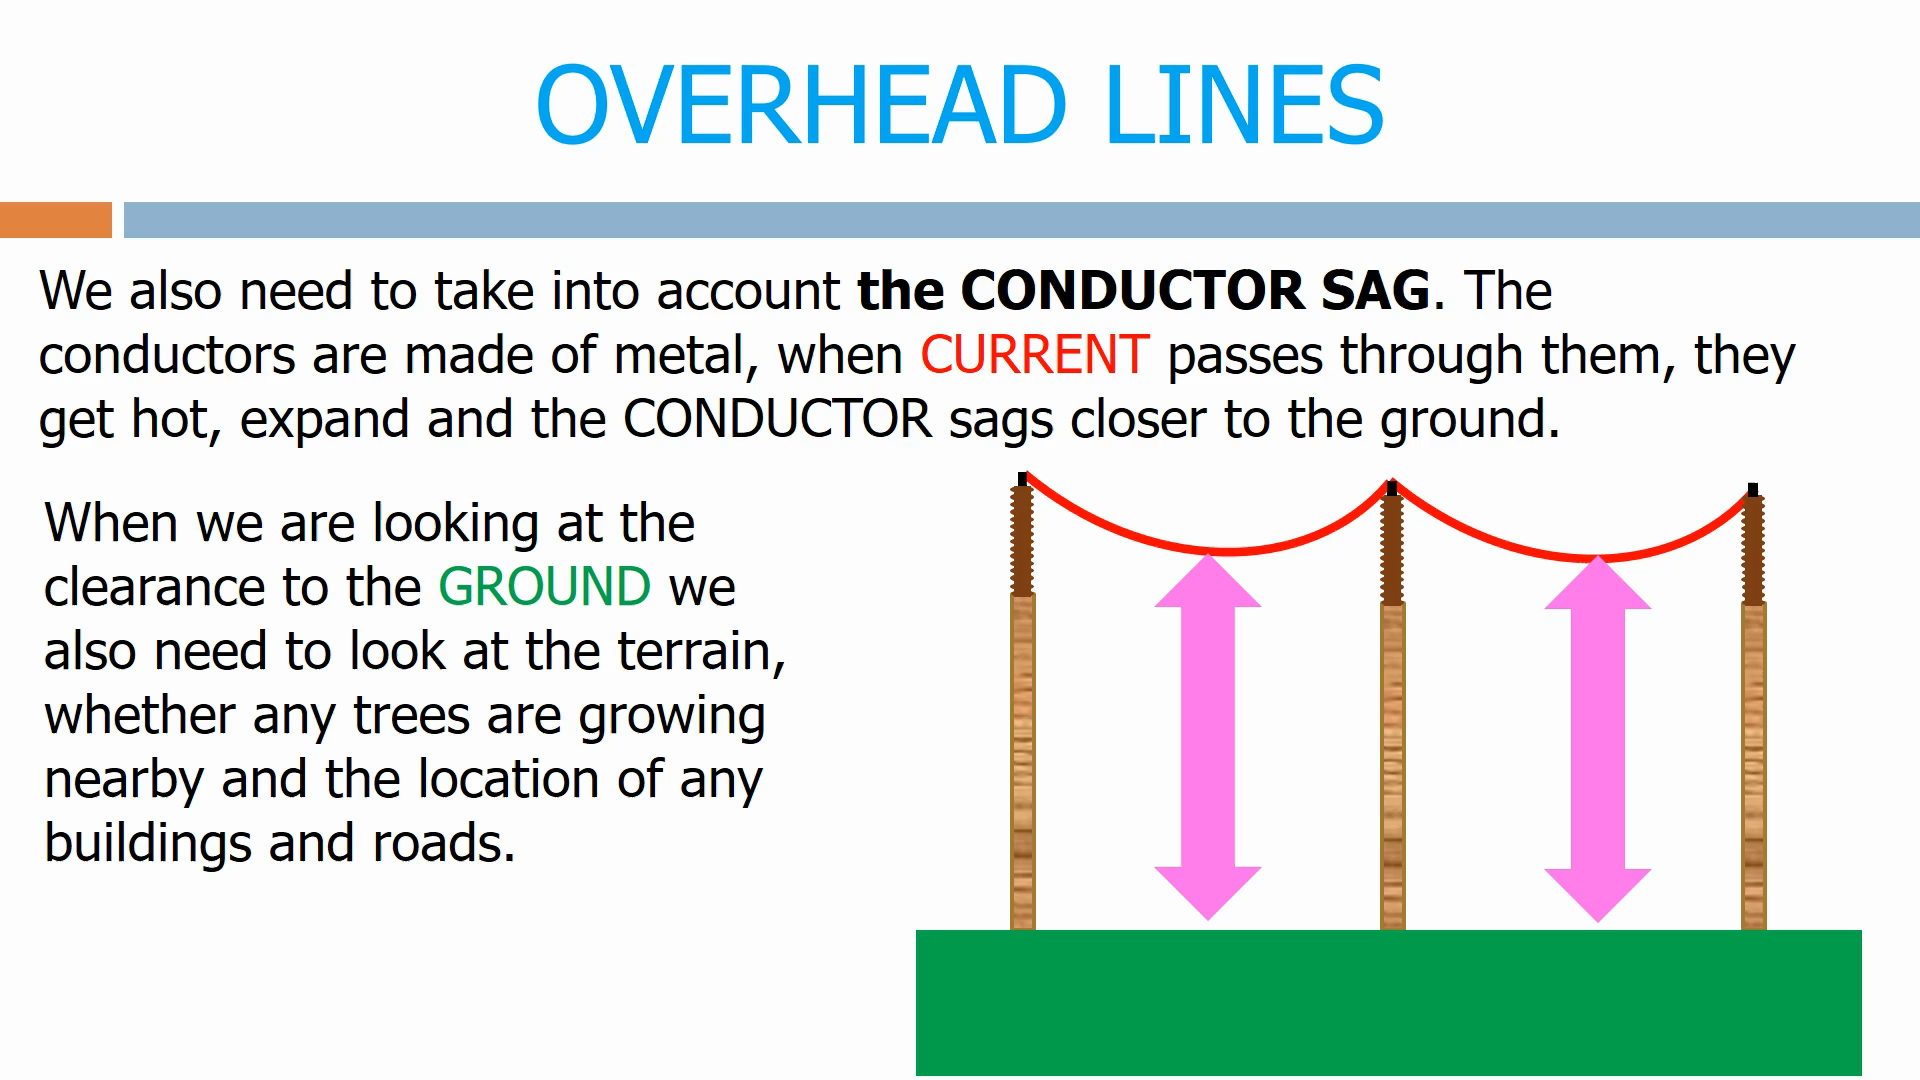 OVERHEAD LINES
We also need to take into account the CONDUCTOR SAG. The
conductors are made of metal, when CURRENT passes through them, they
get hot, expand and the CONDUCTOR sags closer to the ground.
When we are looking at the
clearance to the GROUND we
also need to look at the terrain,
whether any trees are growing
nearby and the location of any
buildings and roads.